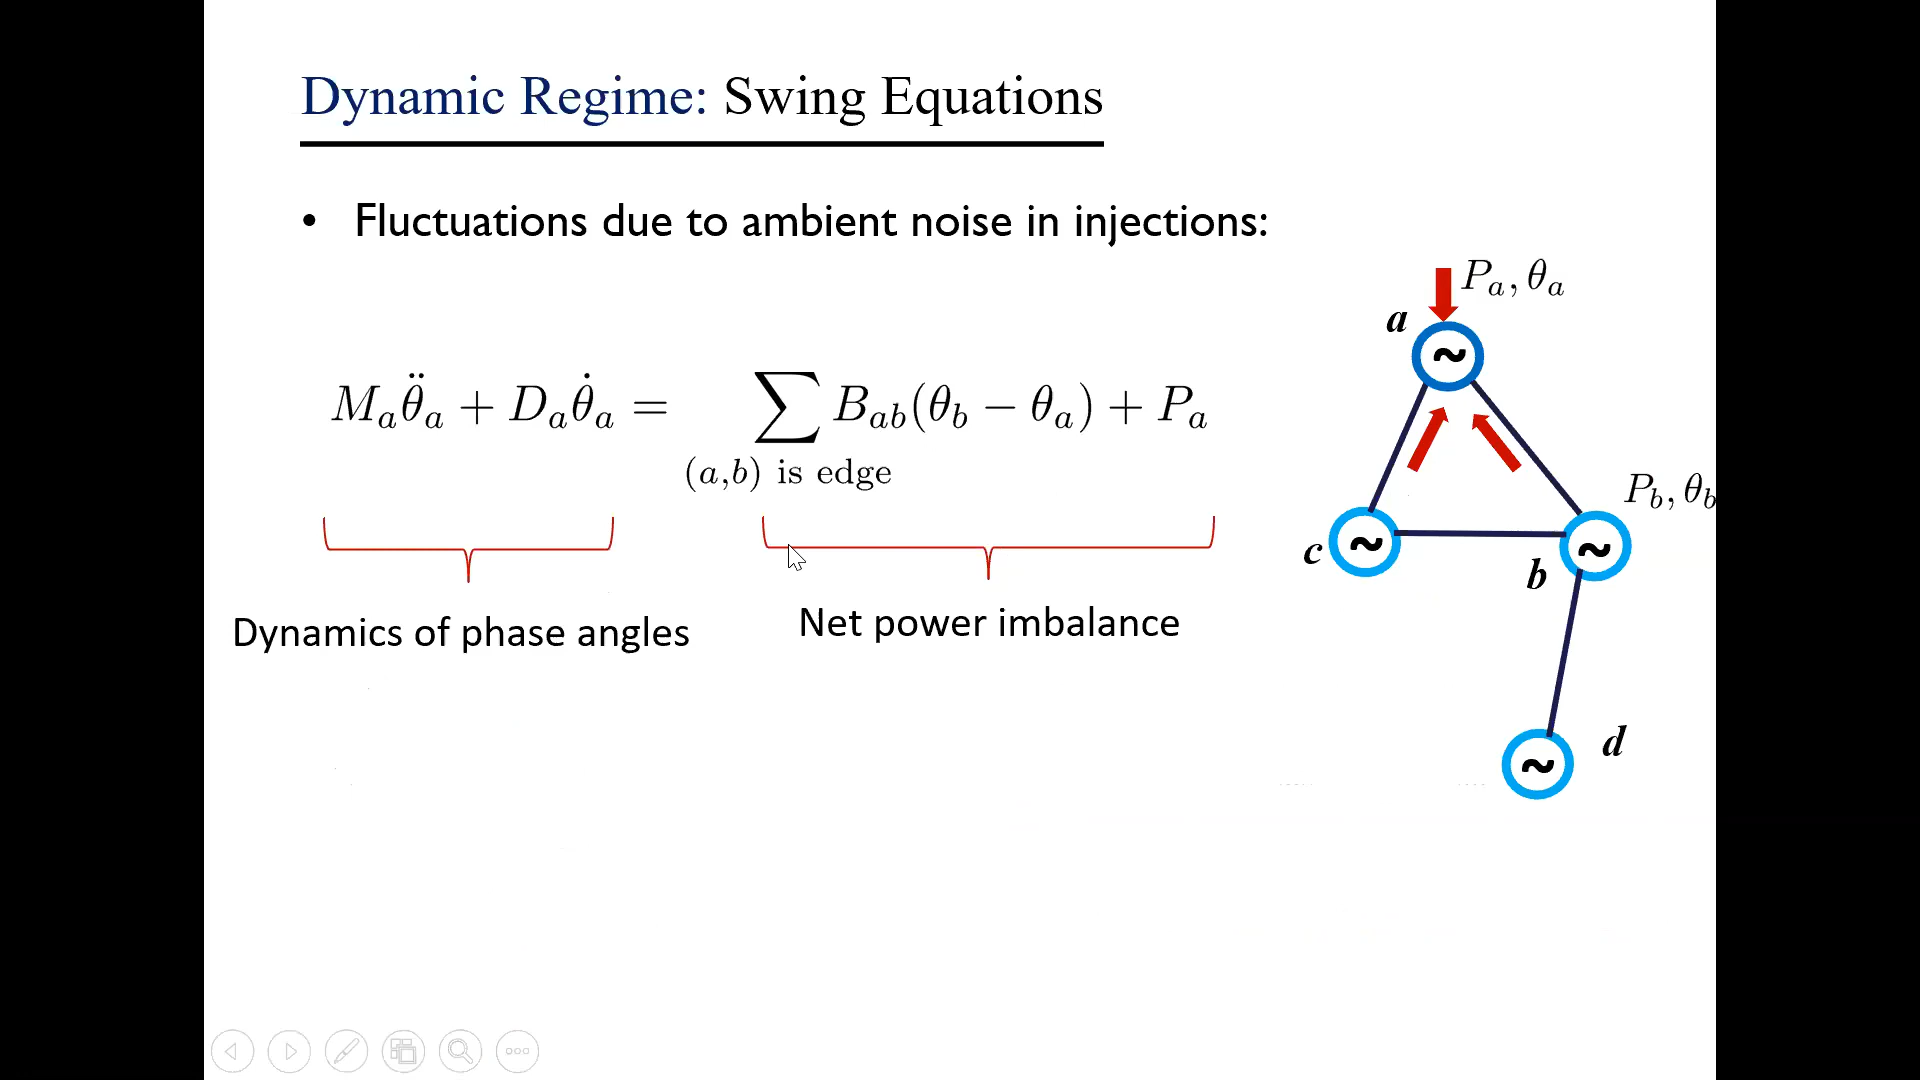 Dynamic Regime: Swing Equations
• Fluctuations due to ambient noise in injections:
P_a, θ_a
a
~
M_a θ̈_a + D_a θ̇_a = ∑ B_ab(θ_b − θ_a) + P_a
(a,b) is edge
P_b, θ_b
c
~
~
b
Dynamics of phase angles
Net power imbalance
d
~